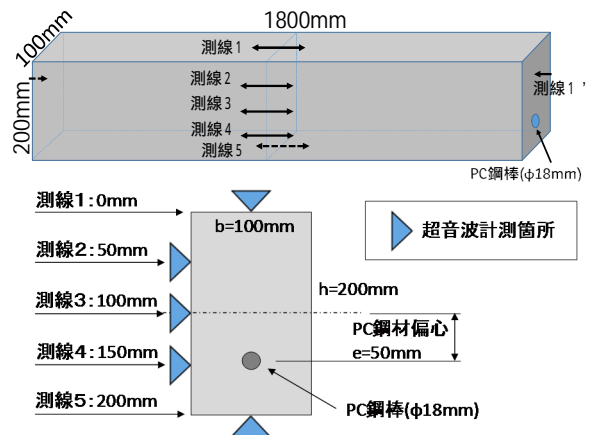 1800mm
100mm
200mm
測線1
測線2
測線3
測線4
測線5
測線1’
PC鋼棒(φ18mm)
測線1:0mm
測線2:50mm
測線3:100mm
測線4:150mm
測線5:200mm
b=100mm
h=200mm
PC鋼材偏心
e=50mm
PC鋼棒(φ18mm)
超音波計測箇所